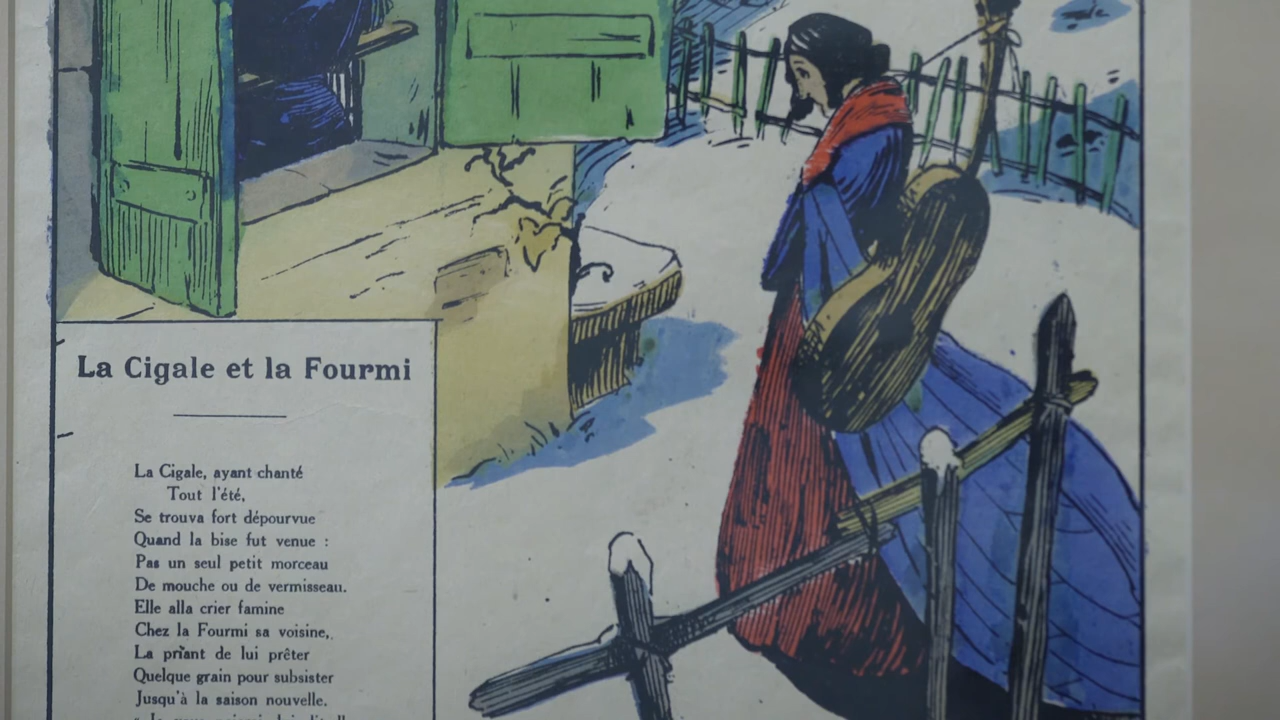 La Cigale et la Fourmi
La Cigale, ayant chanté
Tout l'été,
Se trouva fort dépourvue
Quand la bise fut venue :
Pas un seul petit morceau
De mouche ou de vermisseau.
Elle alla crier famine
Chez la Fourmi sa voisine,
La priant de lui prêter
Quelque grain pour subsister
Jusqu'à la saison nouvelle.